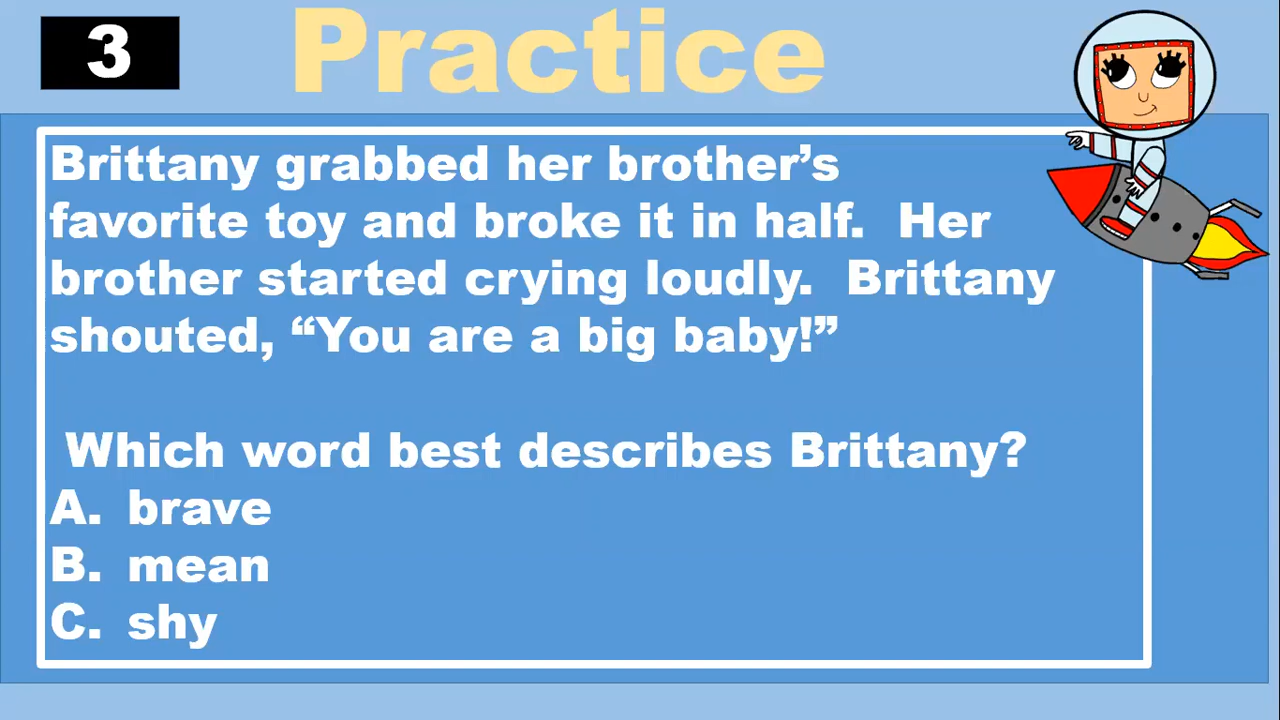 3
Practice
Brittany grabbed her brother’s
favorite toy and broke it in half.  Her
brother started crying loudly.  Brittany
shouted, “You are a big baby!”
Which word best describes Brittany?
A. brave
B. mean
C. shy